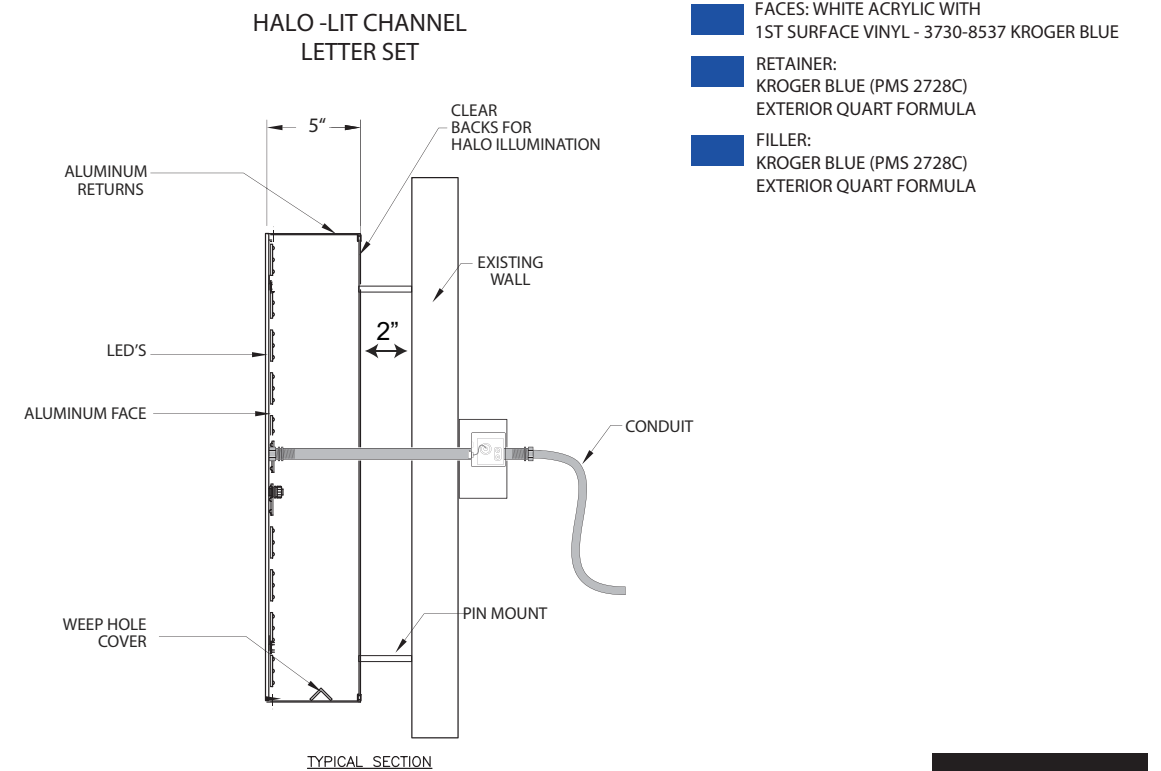 HALO -LIT CHANNEL
LETTER SET
FACES: WHITE ACRYLIC WITH
1ST SURFACE VINYL - 3730-8537 KROGER BLUE
RETAINER:
KROGER BLUE (PMS 2728C)
EXTERIOR QUART FORMULA
FILLER:
KROGER BLUE (PMS 2728C)
EXTERIOR QUART FORMULA
5“
CLEAR
BACKS FOR
HALO ILLUMINATION
ALUMINUM
RETURNS
EXISTING
WALL
2”
LED'S
ALUMINUM FACE
CONDUIT
PIN MOUNT
WEEP HOLE
COVER
TYPICAL SECTION